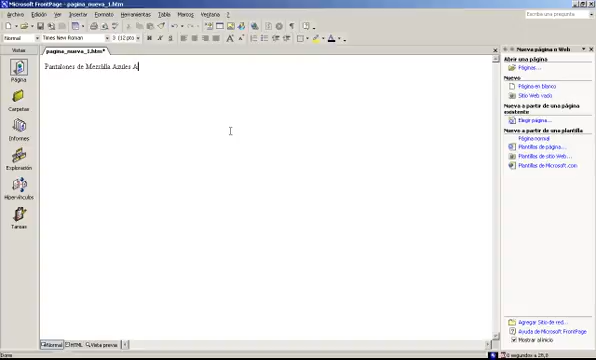 Microsoft FrontPage - pagina_nueva_1.htm
Archivo Edición Ver Insertar Formato Herramientas Tabla Marcos Ventana ?
Escriba una pregunta
Normal Times New Roman 3 (12 pto)
Vistas
pagina_nueva_1.htm*
Pantalones de Mezclilla Azules A
Página
Carpetas
Informes
Exploración
Hipervínculos
Tareas
Nueva página o Web
Abrir una página
Páginas...
Nuevo
Página en blanco
Sitio Web vacío
Nueva a partir de una página
existente
Elegir página...
Nuevo a partir de una plantilla
Página normal
Plantillas de página...
Plantillas de sitio Web...
Plantillas de Microsoft.com
Agregar Sitio de red...
Ayuda de Microsoft FrontPage
Mostrar al inicio
Normal HTML Vista previa
Done
0 segundos a 28,8